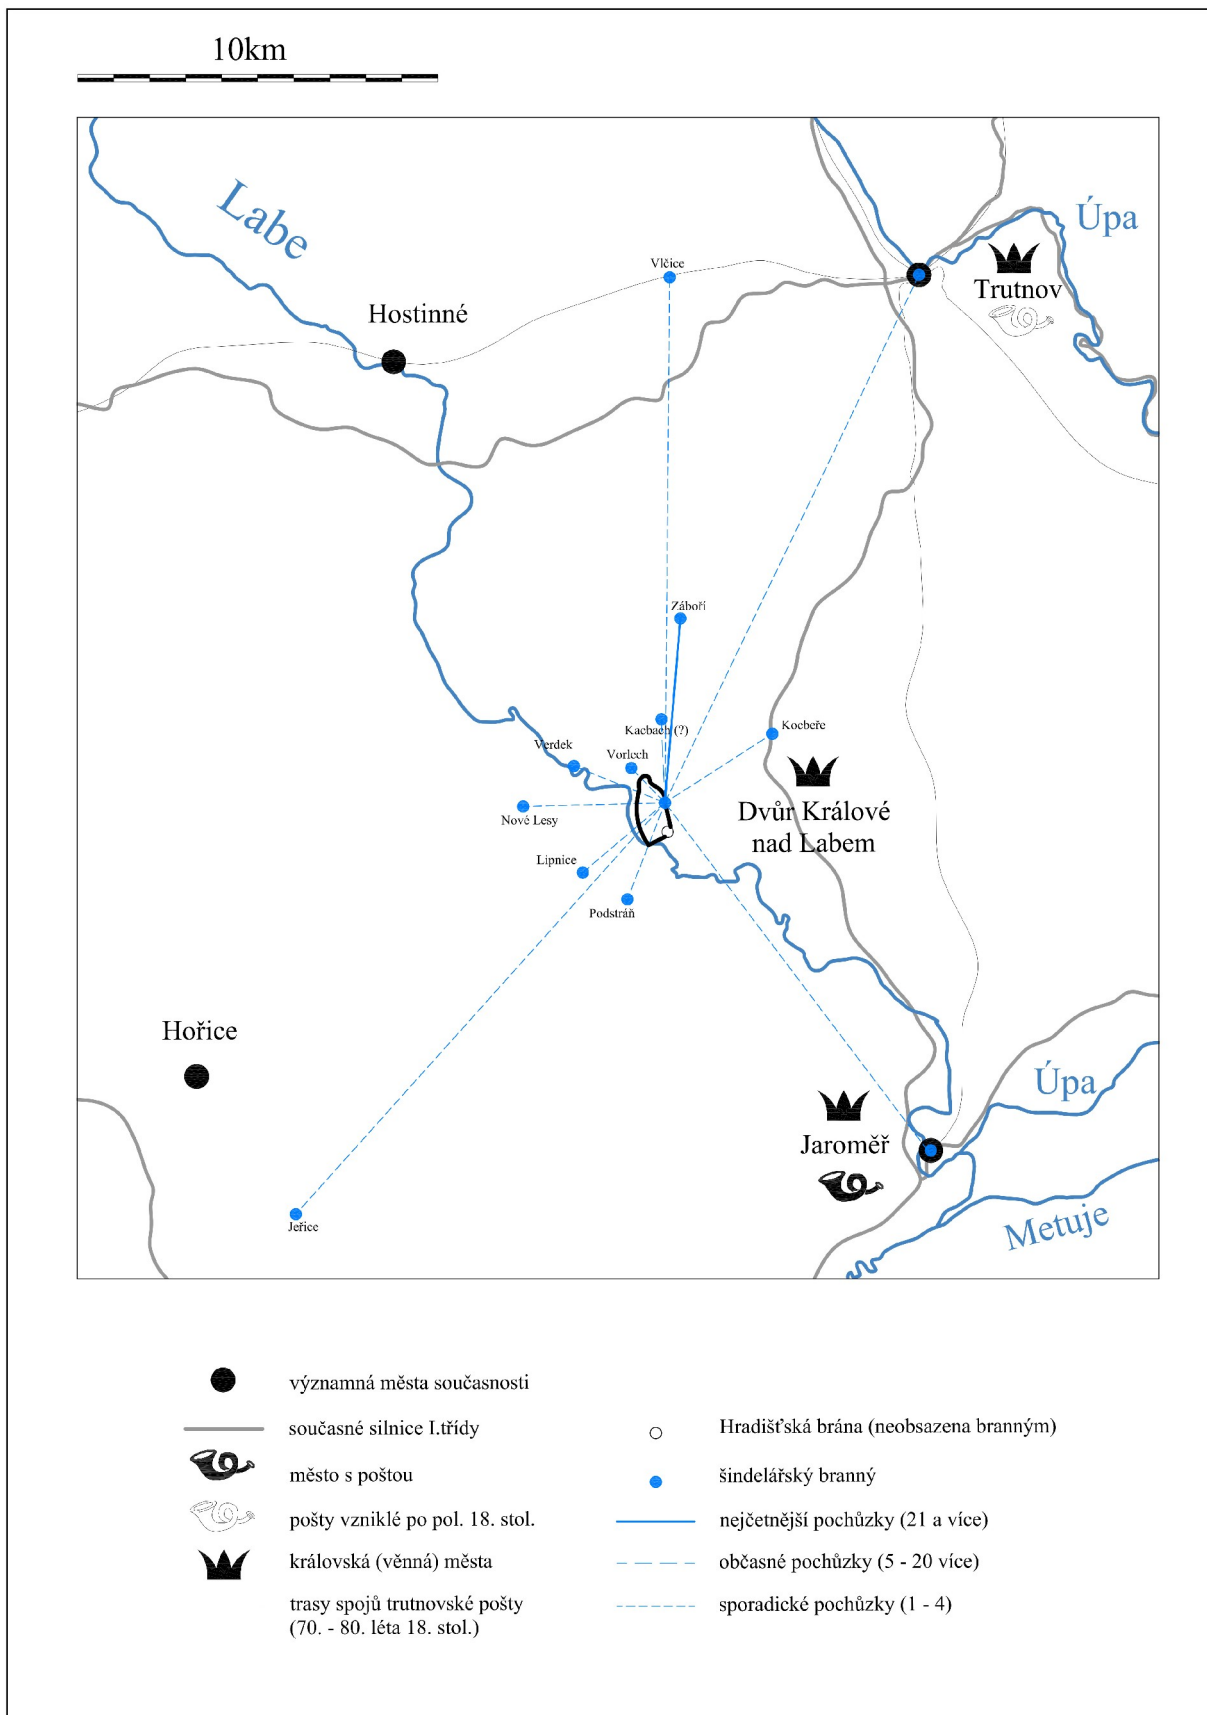 10km
Labe
Úpa
Vlčice
Trutnov
Hostinné
Záboří
Kacbach (?)
Kocbeře
Verdek
Vorlech
Nové Lesy
Dvůr Králové
nad Labem
Lipnice
Podstráň
Hořice
Úpa
Jaroměř
Jeřice
Metuje
významná města současnosti
současné silnice I.třídy
město s poštou
pošty vzniklé po pol. 18. stol.
královská (věnná) města
trasy spojů trutnovské pošty
(70. - 80. léta 18. stol.)
Hradišťská brána (neobsazena branným)
šindelářský branný
nejčetnější pochůzky (21 a více)
občasné pochůzky (5 - 20 více)
sporadické pochůzky (1 - 4)